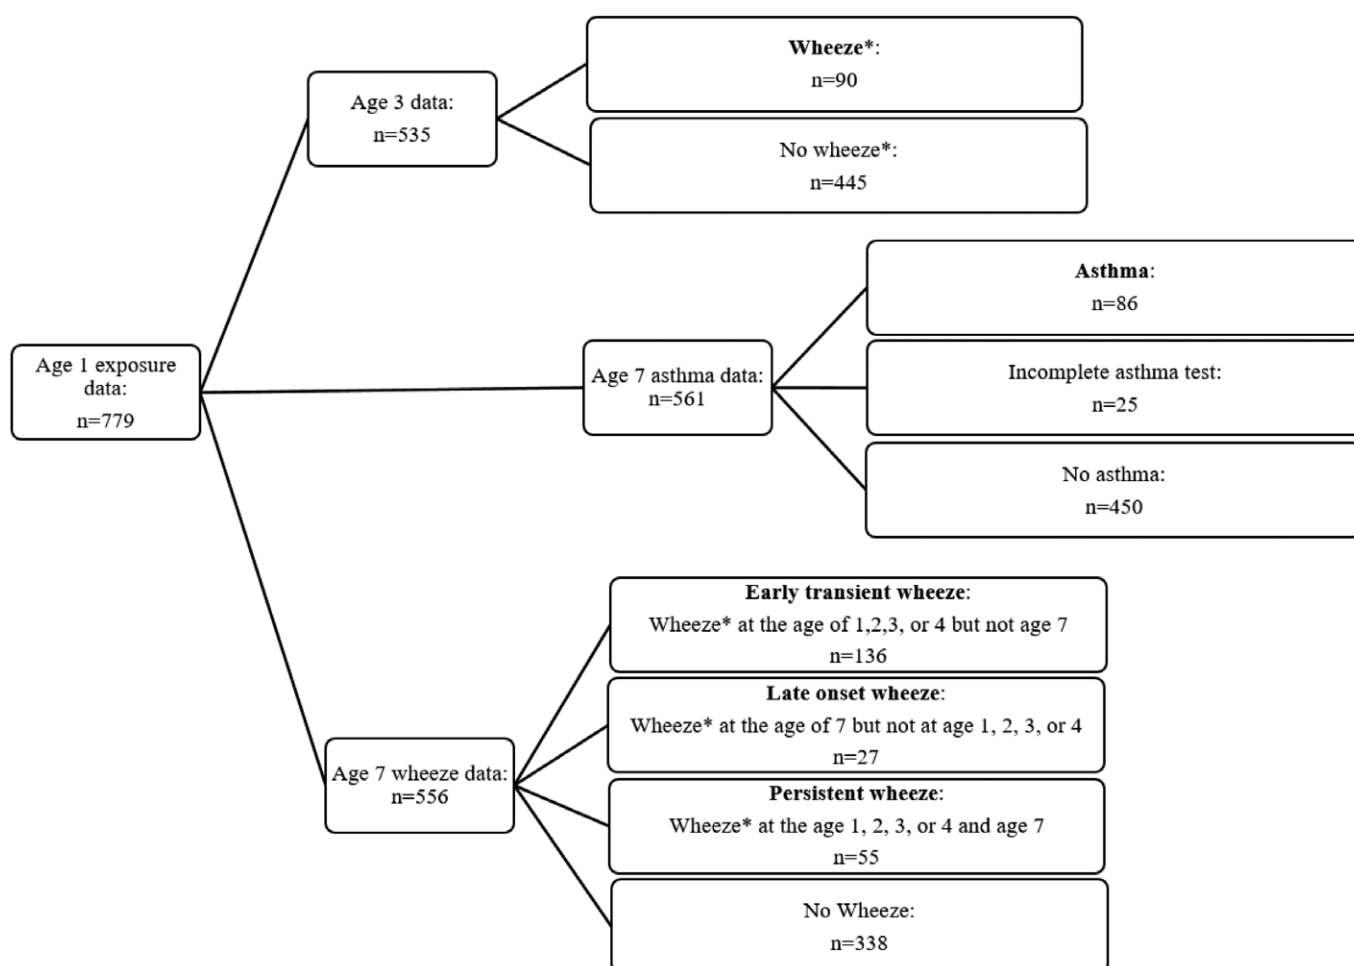 Wheeze*:
n=90
Age 3 data:
n=535
No wheeze*:
n=445
Asthma:
n=86
Age 1 exposure
data:
n=779
Age 7 asthma data:
n=561
Incomplete asthma test:
n=25
No asthma:
n=450
Early transient wheeze:
Wheeze* at the age of 1,2,3, or 4 but not age 7
n=136
Late onset wheeze:
Wheeze* at the age of 7 but not at age 1, 2, 3, or 4
n=27
Age 7 wheeze data:
n=556
Persistent wheeze:
Wheeze* at the age 1, 2, 3, or 4 and age 7
n=55
No Wheeze:
n=338